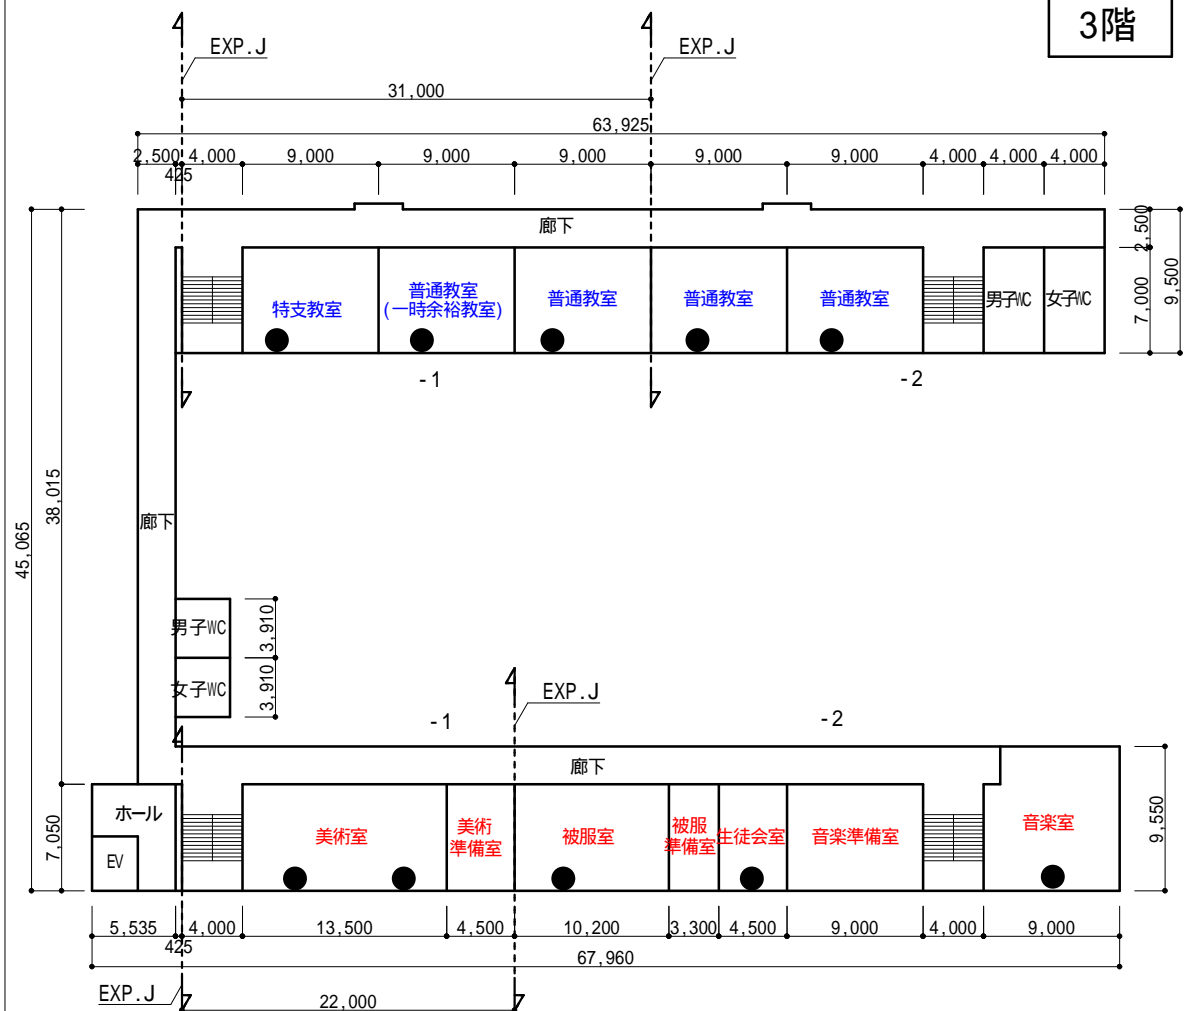 3階
EXP.J
EXP.J
31,000
63,925
2,500
4,000
9,000
9,000
9,000
9,000
9,000
4,000
4,000
4,000
425
廊下
2,500
7,000
9,500
特支教室
普通教室
(一時余裕教室)
普通教室
普通教室
普通教室
男子WC
女子WC
-1
-2
45,065
38,015
廊下
男子WC
3,910
女子WC
3,910
EXP.J
-1
-2
廊下
7,050
ホール
EV
美術室
美術
準備室
被服室
被服
準備室
生徒会室
音楽準備室
音楽室
9,550
5,535
4,000
13,500
4,500
10,200
3,300
4,500
9,000
4,000
9,000
425
67,960
EXP.J
22,000